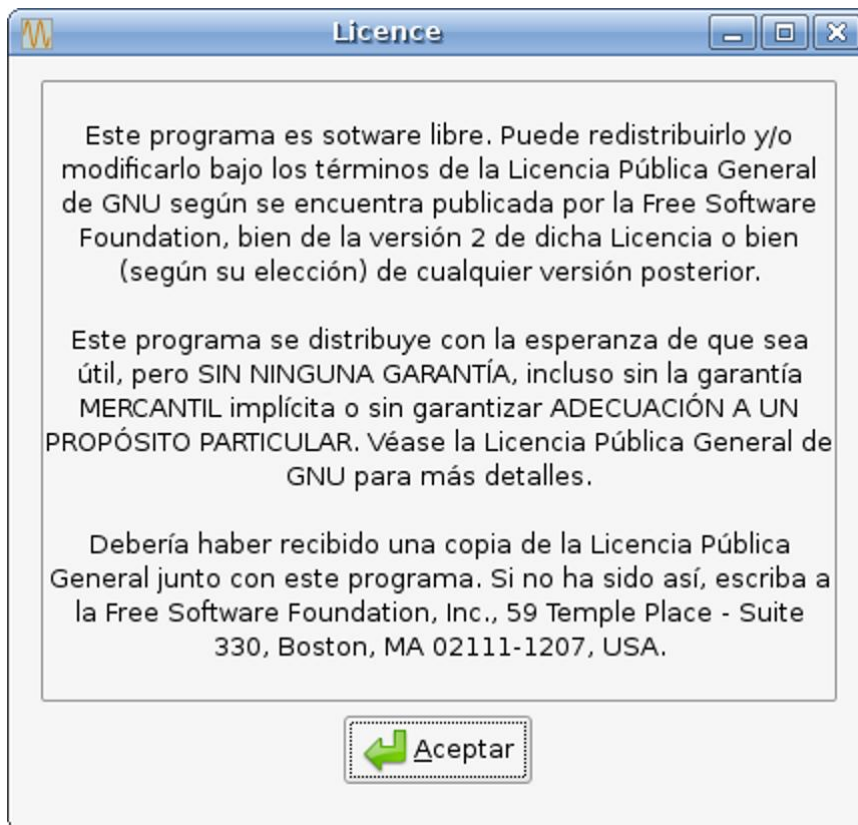 Licence
Este programa es sotware libre. Puede redistribuirlo y/o
modificarlo bajo los términos de la Licencia Pública General
de GNU según se encuentra publicada por la Free Software
Foundation, bien de la versión 2 de dicha Licencia o bien
(según su elección) de cualquier versión posterior.
Este programa se distribuye con la esperanza de que sea
útil, pero SIN NINGUNA GARANTÍA, incluso sin la garantía
MERCANTIL implícita o sin garantizar ADECUACIÓN A UN
PROPÓSITO PARTICULAR. Véase la Licencia Pública General de
GNU para más detalles.
Debería haber recibido una copia de la Licencia Pública
General junto con este programa. Si no ha sido así, escriba a
la Free Software Foundation, Inc., 59 Temple Place - Suite
330, Boston, MA 02111-1207, USA.
Aceptar